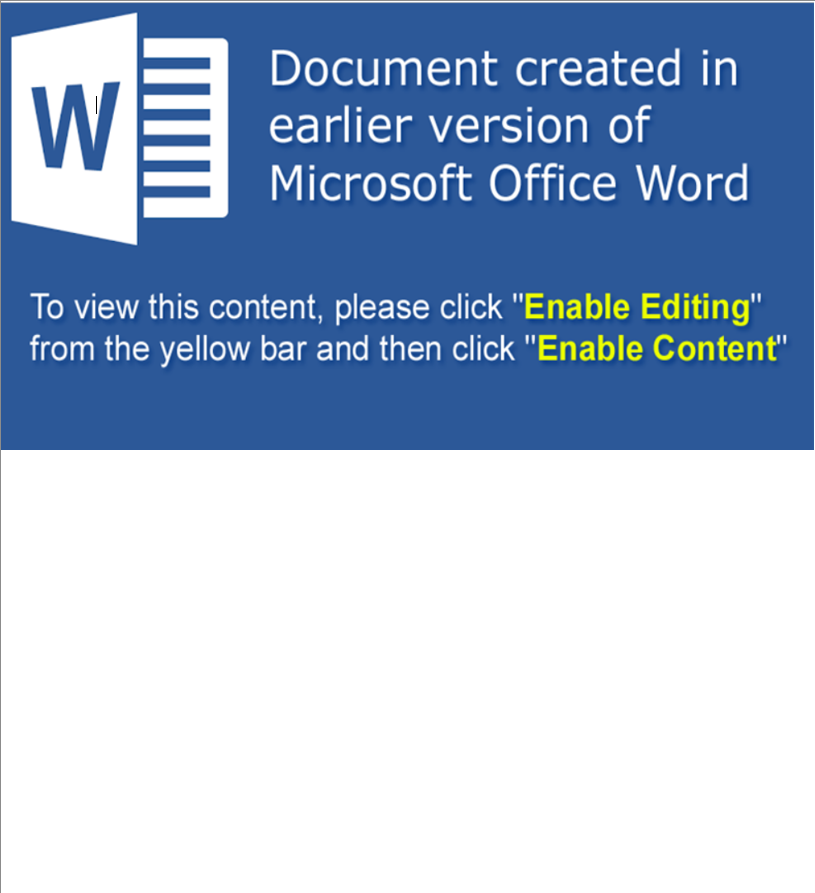 W
Document created in
earlier version of
Microsoft Office Word
To view this content, please click "Enable Editing"
from the yellow bar and then click "Enable Content"